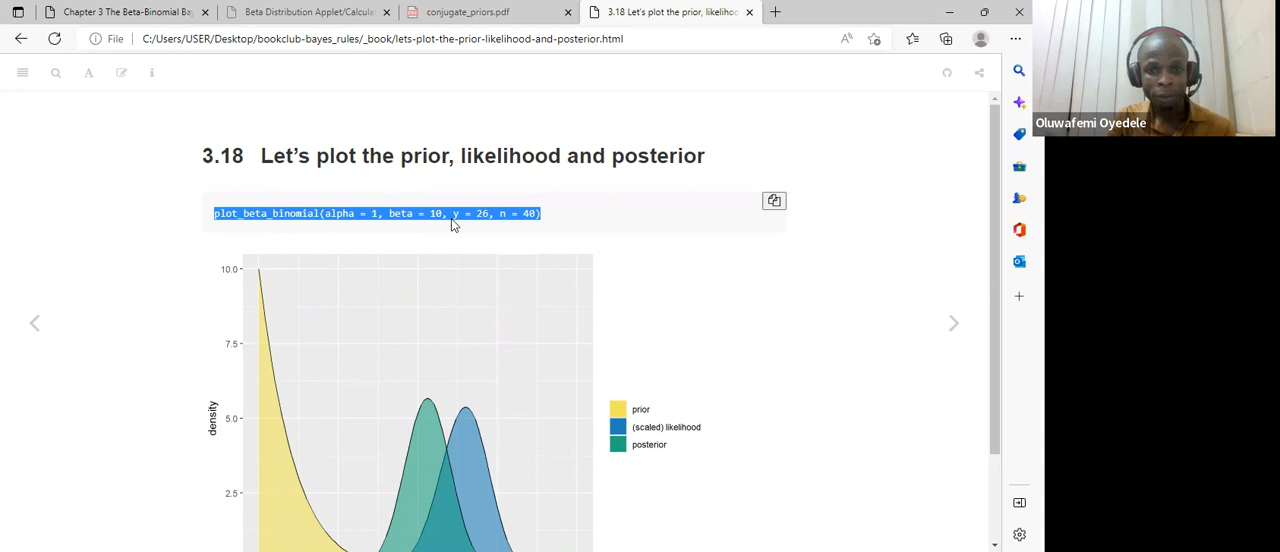 Chapter 3 The Beta-Binomial Ba
Beta Distribution Applet/Calcula
conjugate_priors.pdf
3.18 Let's plot the prior, likelihoo
File
C:/Users/USER/Desktop/bookclub-bayes_rules/_book/lets-plot-the-prior-likelihood-and-posterior.html
Oluwafemi Oyedele
3.18 Let's plot the prior, likelihood and posterior
plot_beta_binomial(alpha = 1, beta = 10, y = 26, n = 40)
10.0
7.5
5.0
2.5
density
prior
(scaled) likelihood
posterior